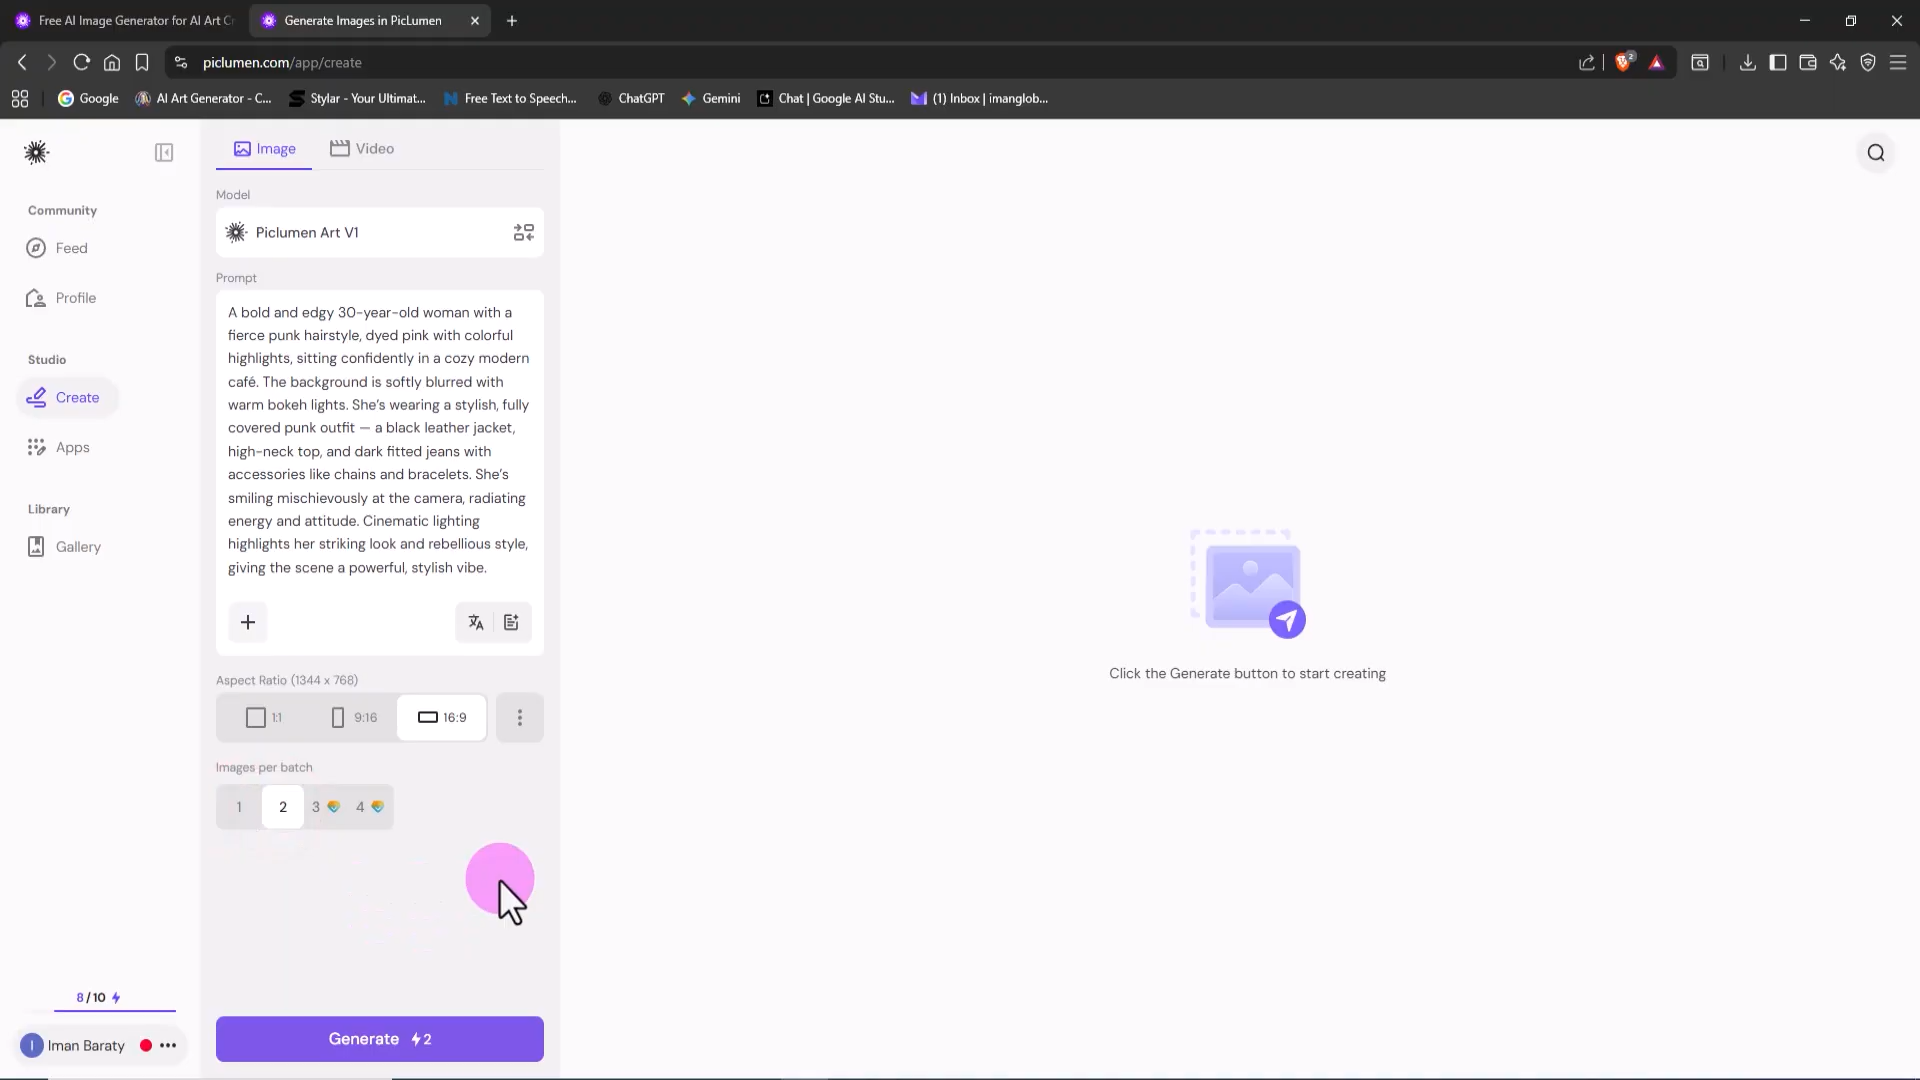 Free AI Image Generator for AI Art Cr
Generate Images in PicLumen
piclumen.com/app/create
2
Google
AI Art Generator - C...
Stylar - Your Ultimat...
Free Text to Speech...
ChatGPT
Gemini
Chat | Google AI Stu...
(1) Inbox | imanglob...
Community
Feed
Profile
Studio
Create
Apps
Library
Gallery
8/10
I
Iman Baraty
Image
Video
Model
Piclumen Art V1
Prompt
A bold and edgy 30-year-old woman with a
fierce punk hairstyle, dyed pink with colorful
highlights, sitting confidently in a cozy modern
café. The background is softly blurred with
warm bokeh lights. She's wearing a stylish, fully
covered punk outfit — a black leather jacket,
high-neck top, and dark fitted jeans with
accessories like chains and bracelets. She's
smiling mischievously at the camera, radiating
energy and attitude. Cinematic lighting
highlights her striking look and rebellious style,
giving the scene a powerful, stylish vibe.
Aspect Ratio (1344 x 768)
1:1
9:16
16:9
Images per batch
1
2
3
4
Generate 2
Click the Generate button to start creating